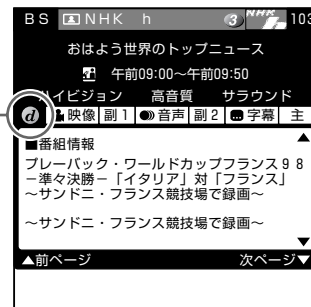 BS NHK h 3 NHK h 103
おはよう世界のトップニュース
午前09:00～午前09:50
ハイビジョン 高音質 サラウンド
d 映像 副1 音声 副2 字幕 主
■番組情報
プレーバック・ワールドカップフランス98
－準々決勝－「イタリア」対「フランス」
～サンドニ・フランス競技場で録画～
～サンドニ・フランス競技場で録画～
▲前ページ 次ページ▼